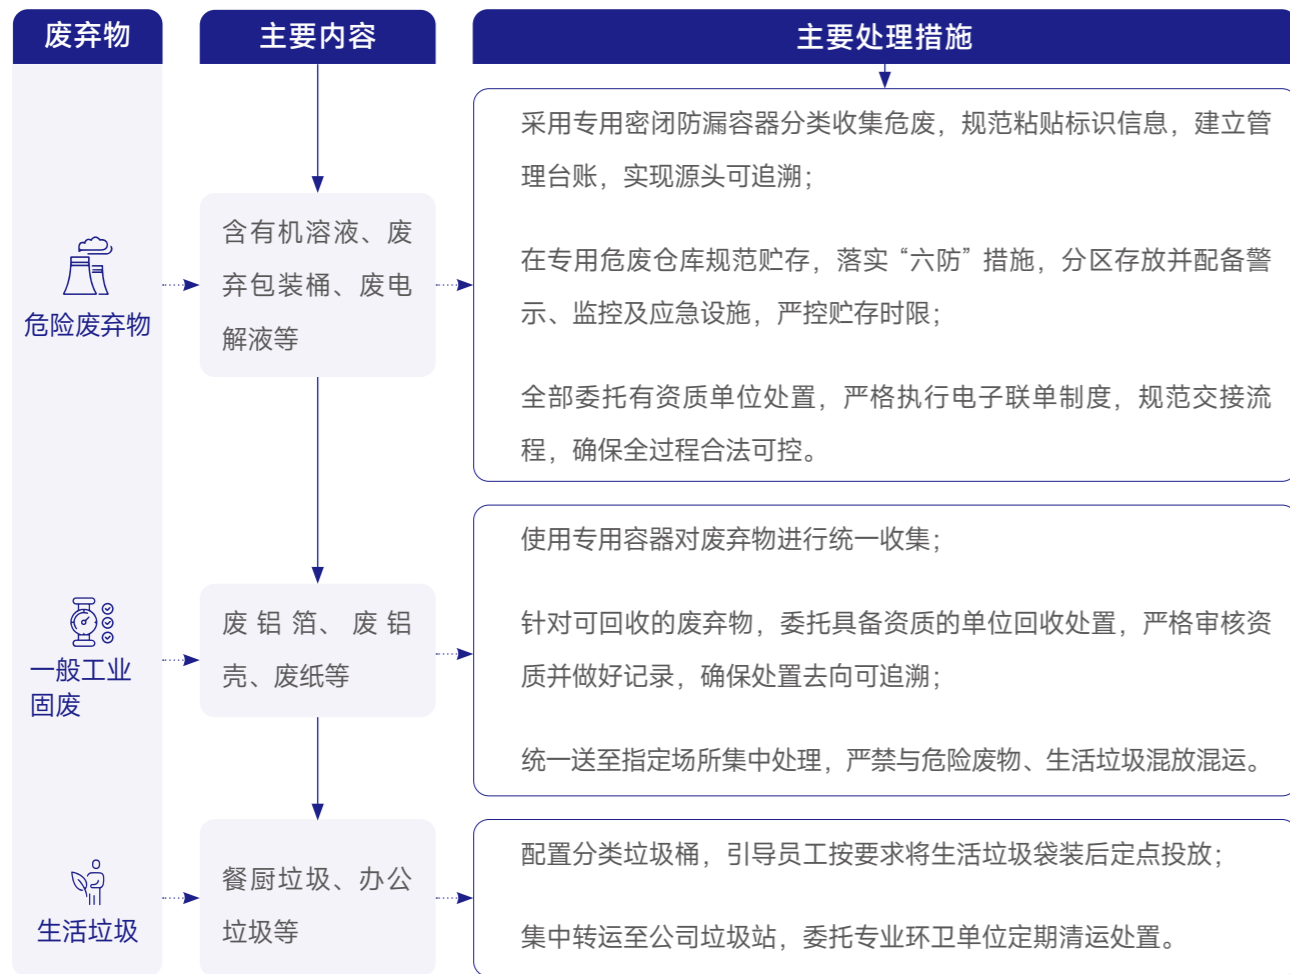 废弃物
主要内容
主要处理措施
危险废弃物
含有机溶液、废
弃包装桶、废电
解液等
采用专用密闭防漏容器分类收集危废，规范粘贴标识信息，建立管
理台账，实现源头可追溯；
在专用危废仓库规范贮存，落实“六防”措施，分区存放并配备警
示、监控及应急设施，严控贮存时限；
全部委托有资质单位处置，严格执行电子联单制度，规范交接流
程，确保全过程合法可控。
一般工业
固废
废铝箔、废铝
壳、废纸等
使用专用容器对废弃物进行统一收集；
针对可回收的废弃物，委托具备资质的单位回收处置，严格审核资
质并做好记录，确保处置去向可追溯；
统一送至指定场所集中处理，严禁与危险废物、生活垃圾混放混运。
生活垃圾
餐厨垃圾、办公
垃圾等
配置分类垃圾桶，引导员工按要求将生活垃圾袋装后定点投放；
集中转运至公司垃圾站，委托专业环卫单位定期清运处置。